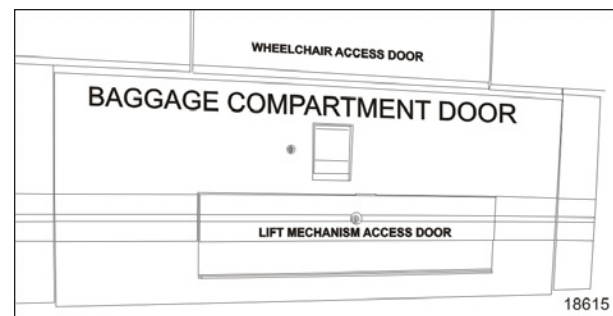 WHEELCHAIR ACCESS DOOR
BAGGAGE COMPARTMENT DOOR
LIFT MECHANISM ACCESS DOOR
18615